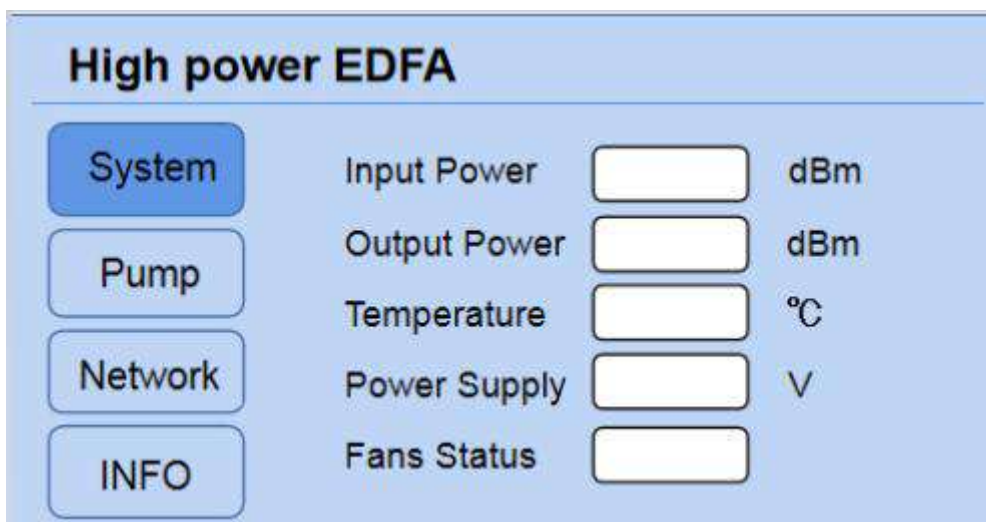 High power EDFA
System
Input Power dBm
Pump
Output Power dBm
Temperature ℃
Network
Power Supply V
INFO
Fans Status